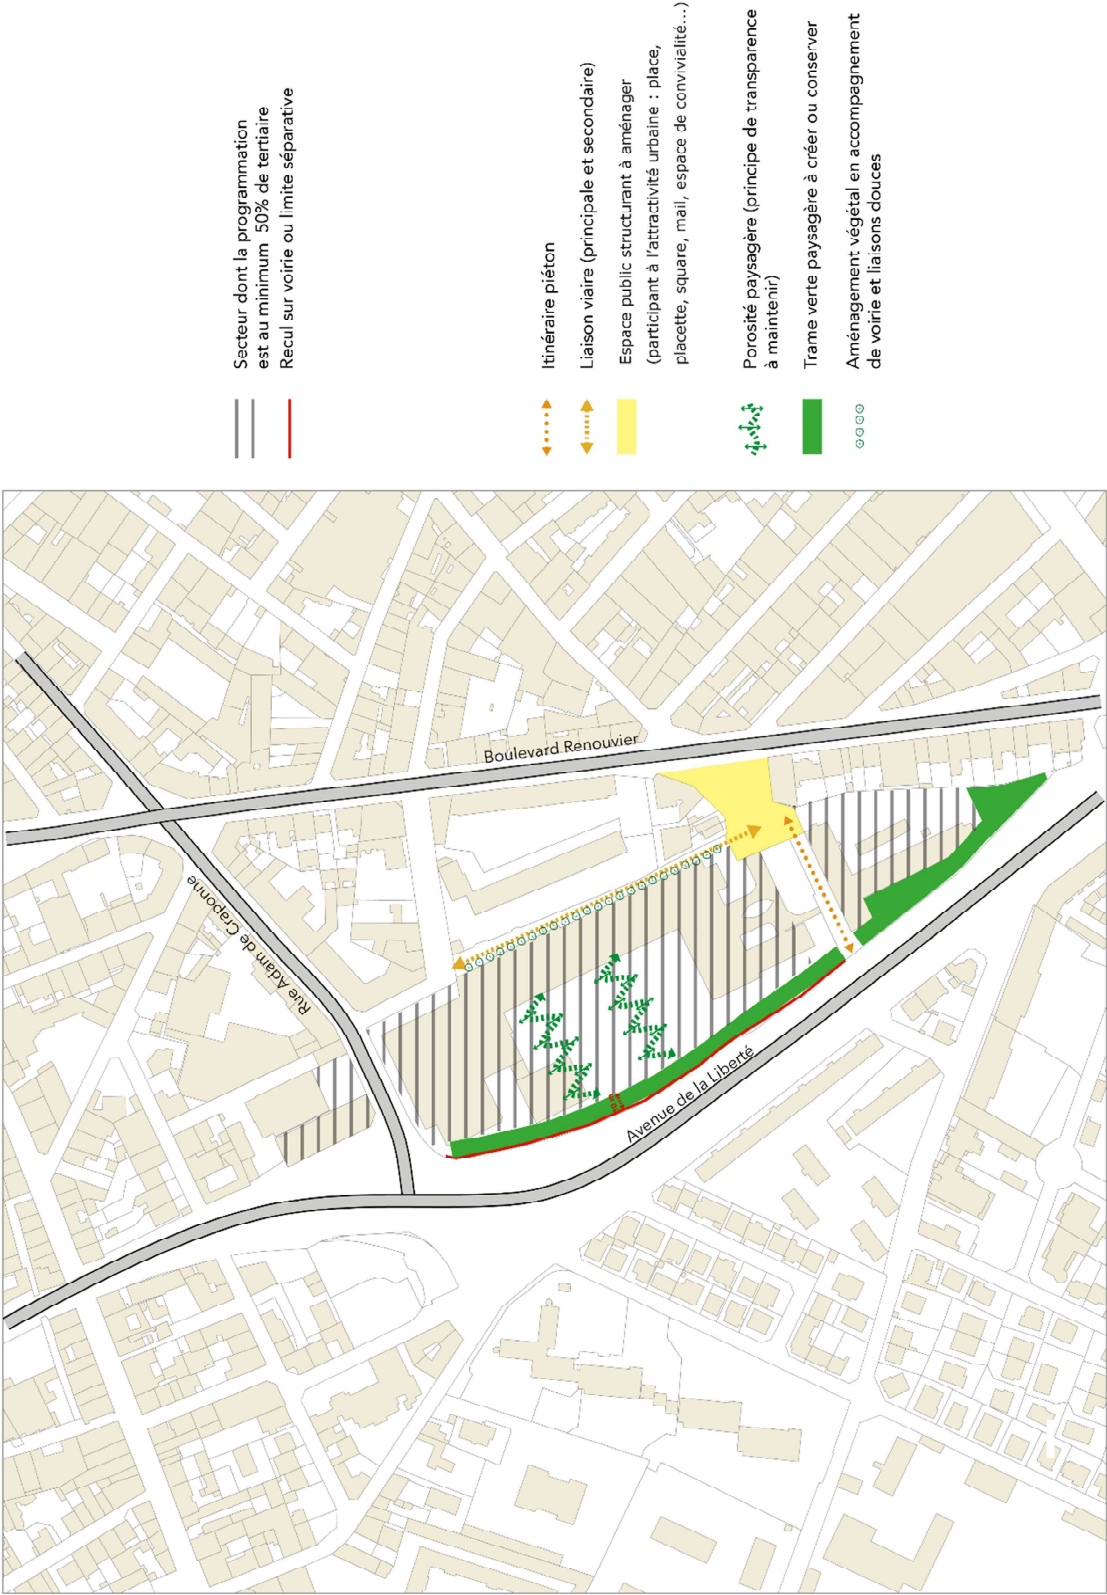 Secteur dont la programmation
est au minimum 50% de tertiaire
Recul sur voirie ou limite séparative
Itinéraire piéton
Liaison viaire (principale et secondaire)
Espace public structurant à aménager
(participant à l'attractivité urbaine : place,
placette, square, mail, espace de convivialité...)
Porosité paysagère (principe de transparence
à maintenir)
Trame verte paysagère à créer ou conserver
Aménagement végétal en accompagnement
de voirie et liaisons douces
Boulevard Renouvier
Rue Adam de Craponne
Avenue de la Liberté